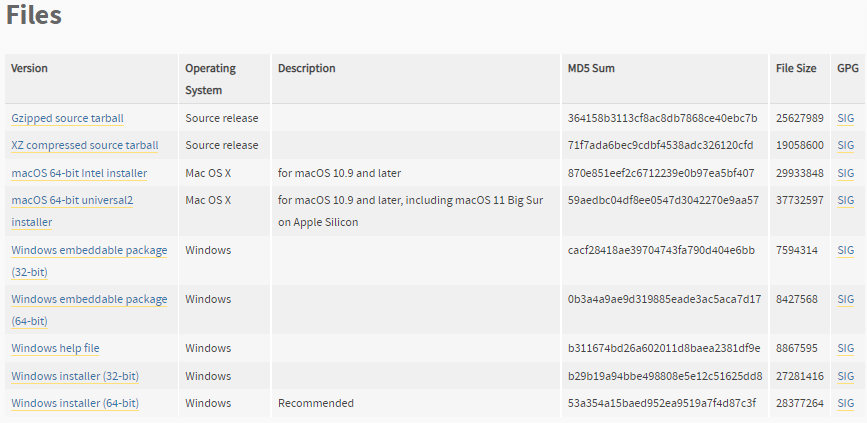 Files
Version Operating System Description MD5 Sum File Size GPG
Gzipped source tarball Source release 364158b3113cf8ac8db7868ce40ebc7b 25627989 SIG
XZ compressed source tarball Source release 71f7ada6bec9cdbf4538adc326120cfd 19058600 SIG
macOS 64-bit Intel installer Mac OS X for macOS 10.9 and later 870e851eef2c6712239e0b97ea5bf407 29933848 SIG
macOS 64-bit universal2 installer Mac OS X for macOS 10.9 and later, including macOS 11 Big Sur on Apple Silicon 59aedbc04df8ee0547d3042270e9aa57 37732597 SIG
Windows embeddable package (32-bit) Windows cacf28418ae39704743fa790d404e6bb 7594314 SIG
Windows embeddable package (64-bit) Windows 0b3a4a9ae9d319885eade3ac5aca7d17 8427568 SIG
Windows help file Windows b311674bd26a602011d8baea2381df9e 8867595 SIG
Windows installer (32-bit) Windows b29b19a94bbe498808e5e12c51625dd8 27281416 SIG
Windows installer (64-bit) Windows Recommended 53a354a15baed952ea9519a7f4d87c3f 28377264 SIG